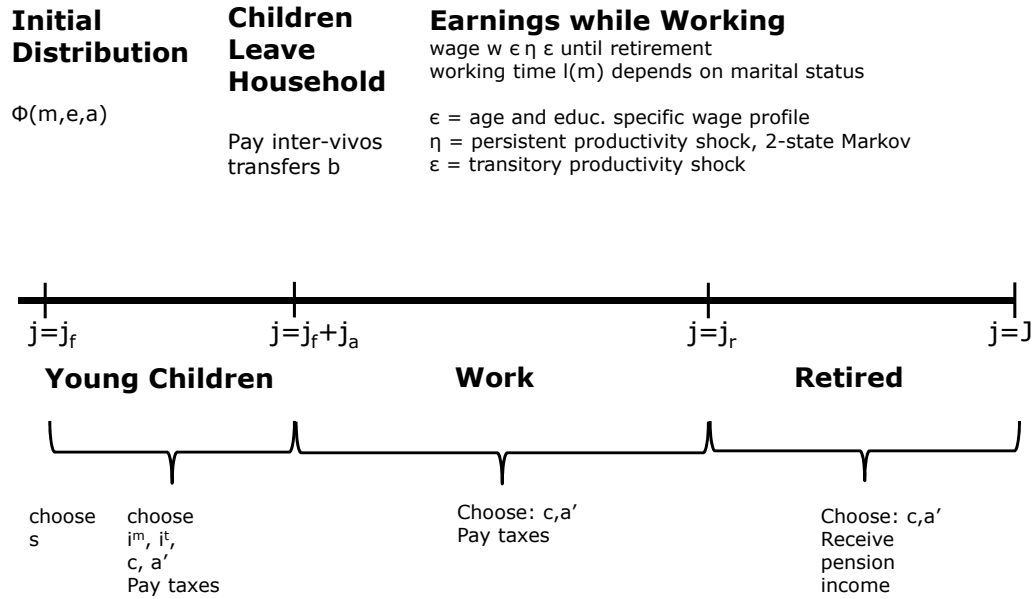 Initial
Distribution
Φ(m,e,a)
Children
Leave
Household
Pay inter-vivos
transfers b
Earnings while Working
wage w ϵ η ε until retirement
working time l(m) depends on marital status
ϵ = age and educ. specific wage profile
η = persistent productivity shock, 2-state Markov
ε = transitory productivity shock
j=j_f
j=j_f+j_a
j=j_r
j=J
Young Children
Work
Retired
choose
s
choose
i^m, i^t,
c, a′
Pay taxes
Choose: c,a′
Pay taxes
Choose: c,a′
Receive
pension
income